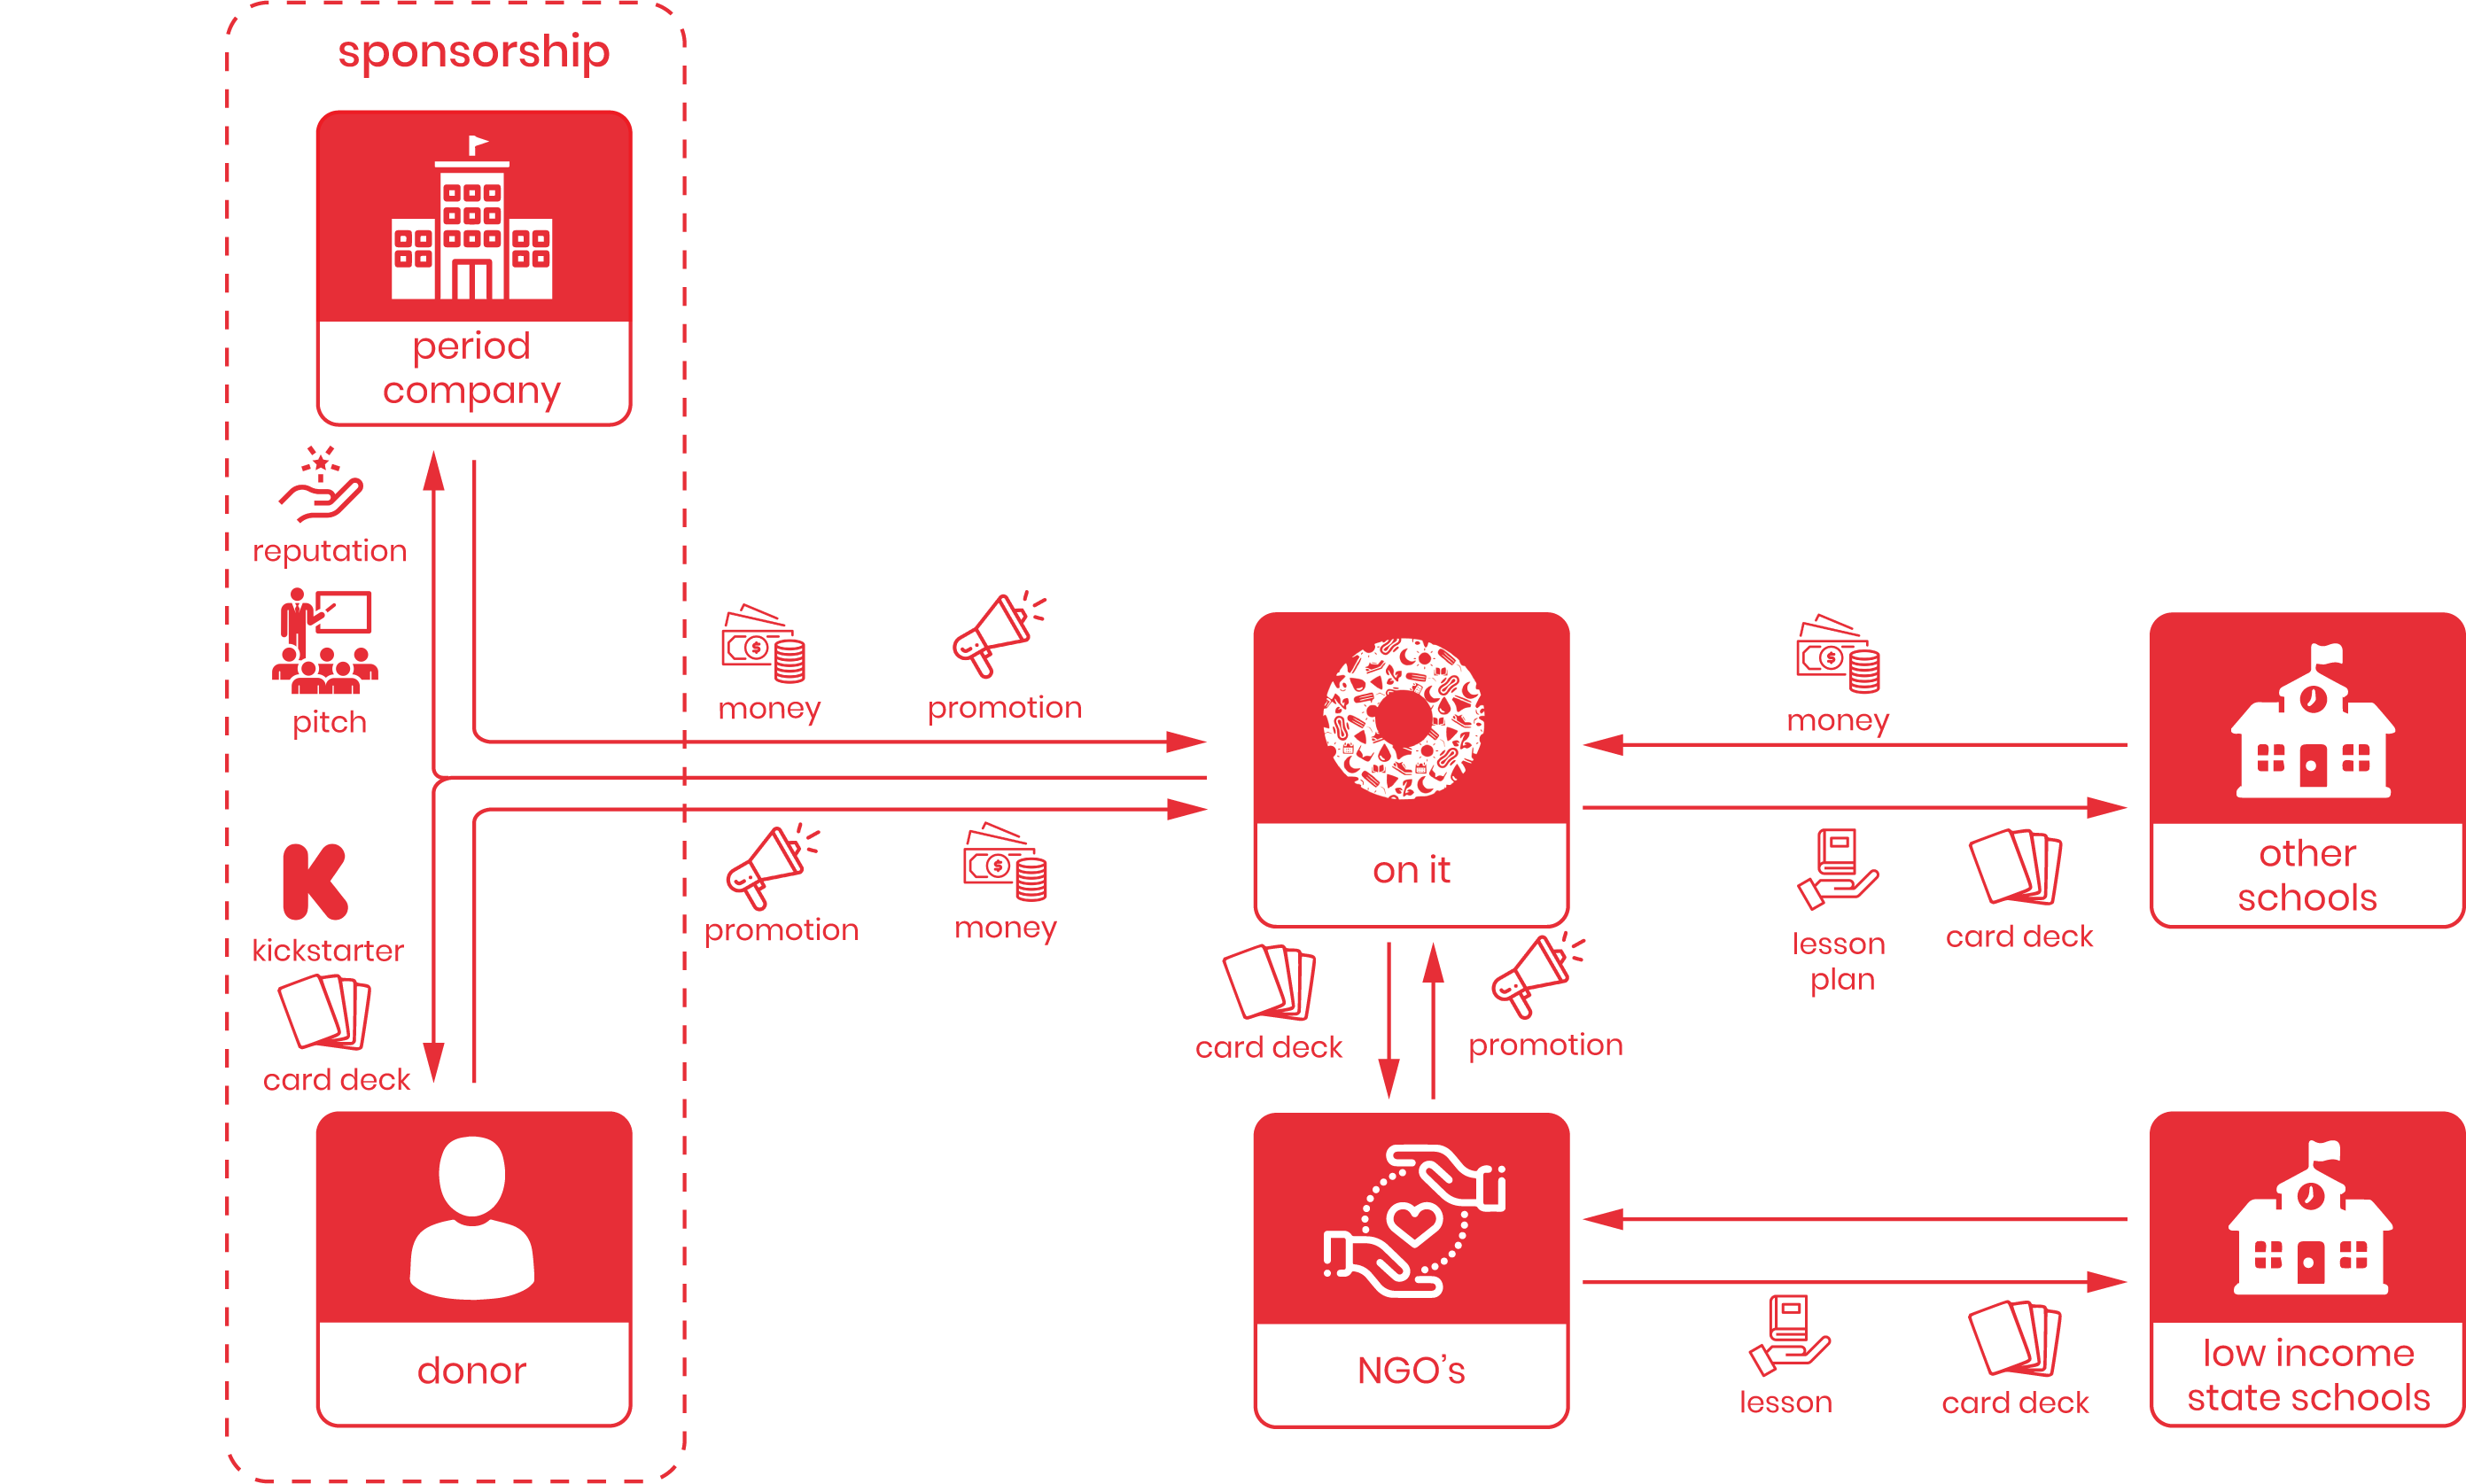 sponsorship
period
company
reputation
pitch
money
promotion
kickstarter
card deck
promotion
money
donor
on it
card deck
promotion
NGO's
money
lesson
plan
card deck
other
schools
lesson
card deck
low income
state schools